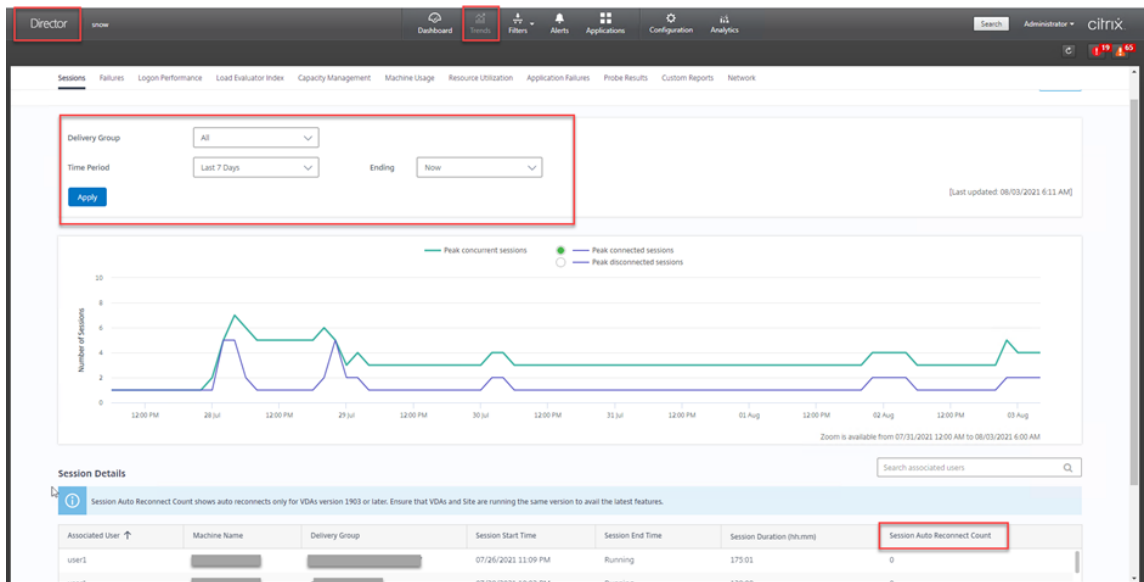 Director
snow
Dashboard
Trends
Filters
Alerts
Applications
Configuration
Analytics
Search
Administrator
citrix
19
65
Sessions
Failures
Logon Performance
Load Evaluator Index
Capacity Management
Machine Usage
Resource Utilization
Application Failures
Probe Results
Custom Reports
Network
Delivery Group
All
Time Period
Last 7 Days
Ending
Now
Apply
[Last updated: 08/03/2021 6:11 AM]
Peak concurrent sessions
Peak connected sessions
Peak disconnected sessions
Number of Sessions
10
8
6
4
2
0
12:00 PM
28 Jul
12:00 PM
29 Jul
12:00 PM
30 Jul
12:00 PM
31 Jul
12:00 PM
01 Aug
12:00 PM
02 Aug
12:00 PM
03 Aug
Zoom is available from 07/31/2021 12:00 AM to 08/03/2021 6:00 AM
Session Details
Search associated users
Session Auto Reconnect Count shows auto reconnects only for VDAs version 1903 or later. Ensure that VDAs and Site are running the same version to avail the latest features.
Associated User
Machine Name
Delivery Group
Session Start Time
Session End Time
Session Duration (hh:mm)
Session Auto Reconnect Count
user1
07/26/2021 11:09 PM
Running
175:01
0